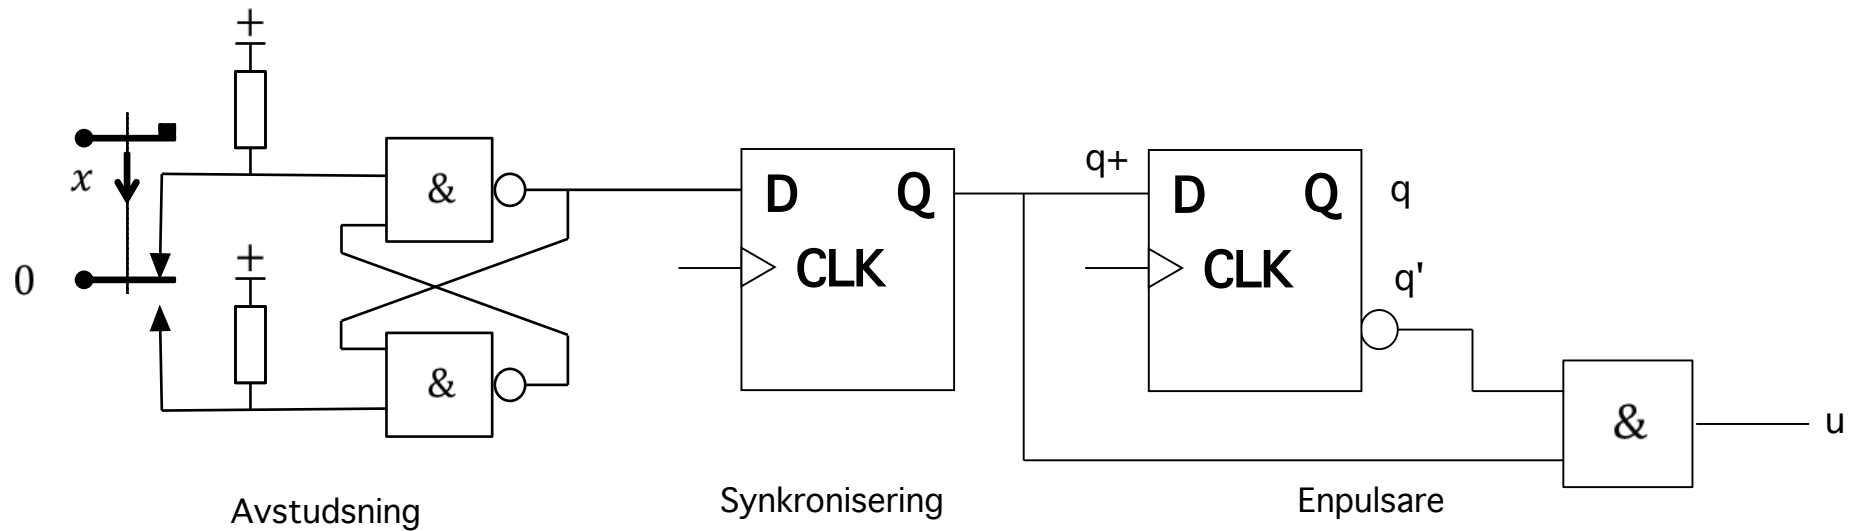 +
x
0
+
&
&
D Q
CLK
q+
D Q
CLK
q
q'
&
u
Avstudsning
Synkronisering
Enpulsare